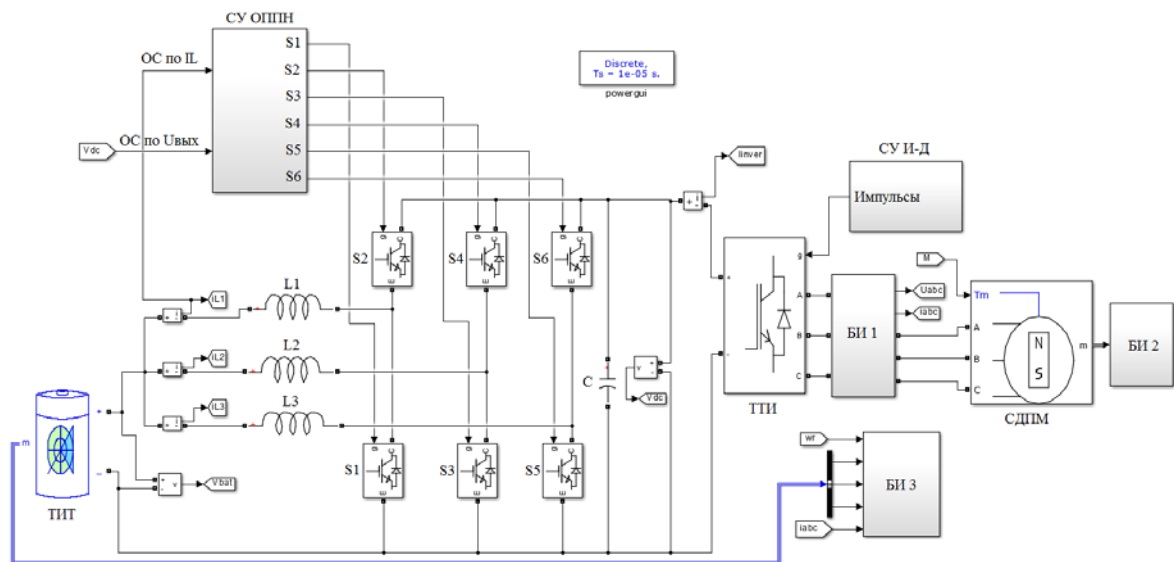 СУ ОППН
ОС по IL
ОС по Uвых
Vdc
S1
S2
S3
S4
S5
S6
Discrete,
Ts = 1e-05 s.
powergui
Iinver
СУ И-Д
Импульсы
S2
S4
S6
g C E
g C E
g C E
iL1
L1
iL2
L2
iL3
L3
+ i -
+ i -
+ i -
+ i -
C
+ - v
Vdc
g
+
-
A
B
C
ТТИ
БИ 1
Uabc
iabc
M
Tm
A
B
C
N
S
m
СДПМ
БИ 2
m
+
−
ТИТ
+ - v
Vbat
S1
S3
S5
g C E
g C E
g C E
wr
iabc
БИ 3